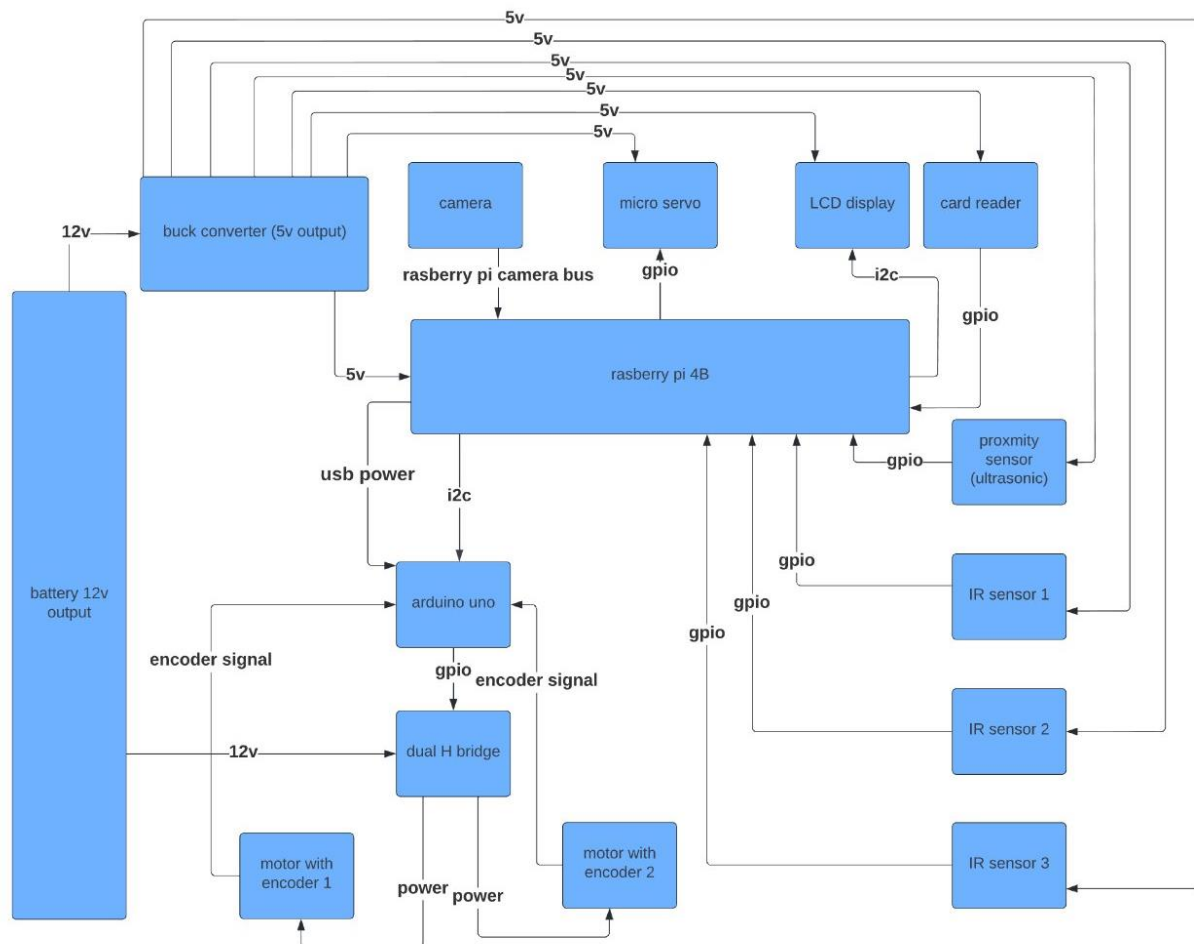 5v
5v
5v
5v
5v
5v
5v
camera
micro servo
LCD display
card reader
12v
buck converter (5v output)
rasberry pi camera bus
gpio
i2c
gpio
5v
rasberry pi 4B
usb power
i2c
gpio
proxmity
sensor
(ultrasonic)
battery 12v
output
arduino uno
gpio
IR sensor 1
gpio
gpio
encoder signal
gpio
encoder signal
12v
dual H bridge
IR sensor 2
motor with
encoder 1
motor with
encoder 2
power
power
IR sensor 3